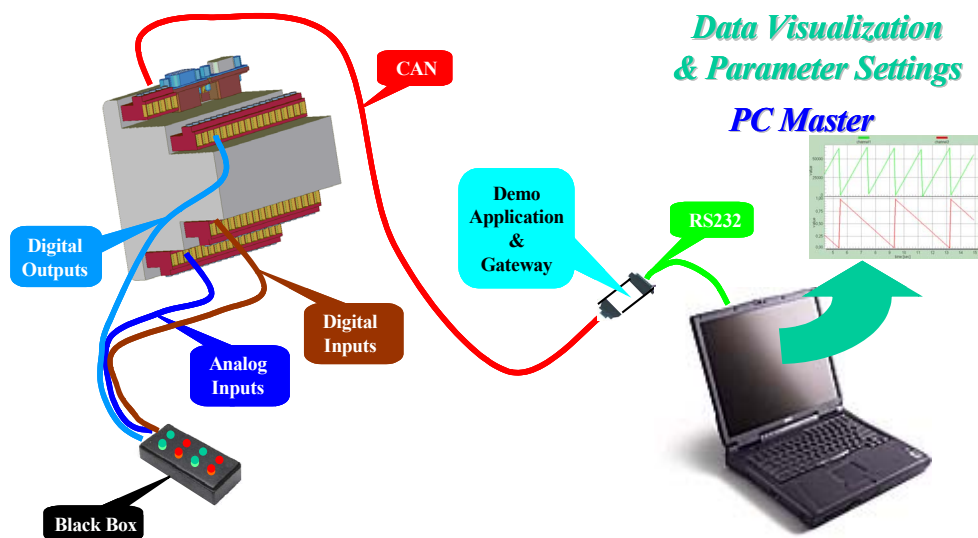 Data Visualization
& Parameter Settings
PC Master
CAN
Demo
Application
&
Gateway
RS232
Digital
Outputs
Digital
Inputs
Analog
Inputs
Black Box